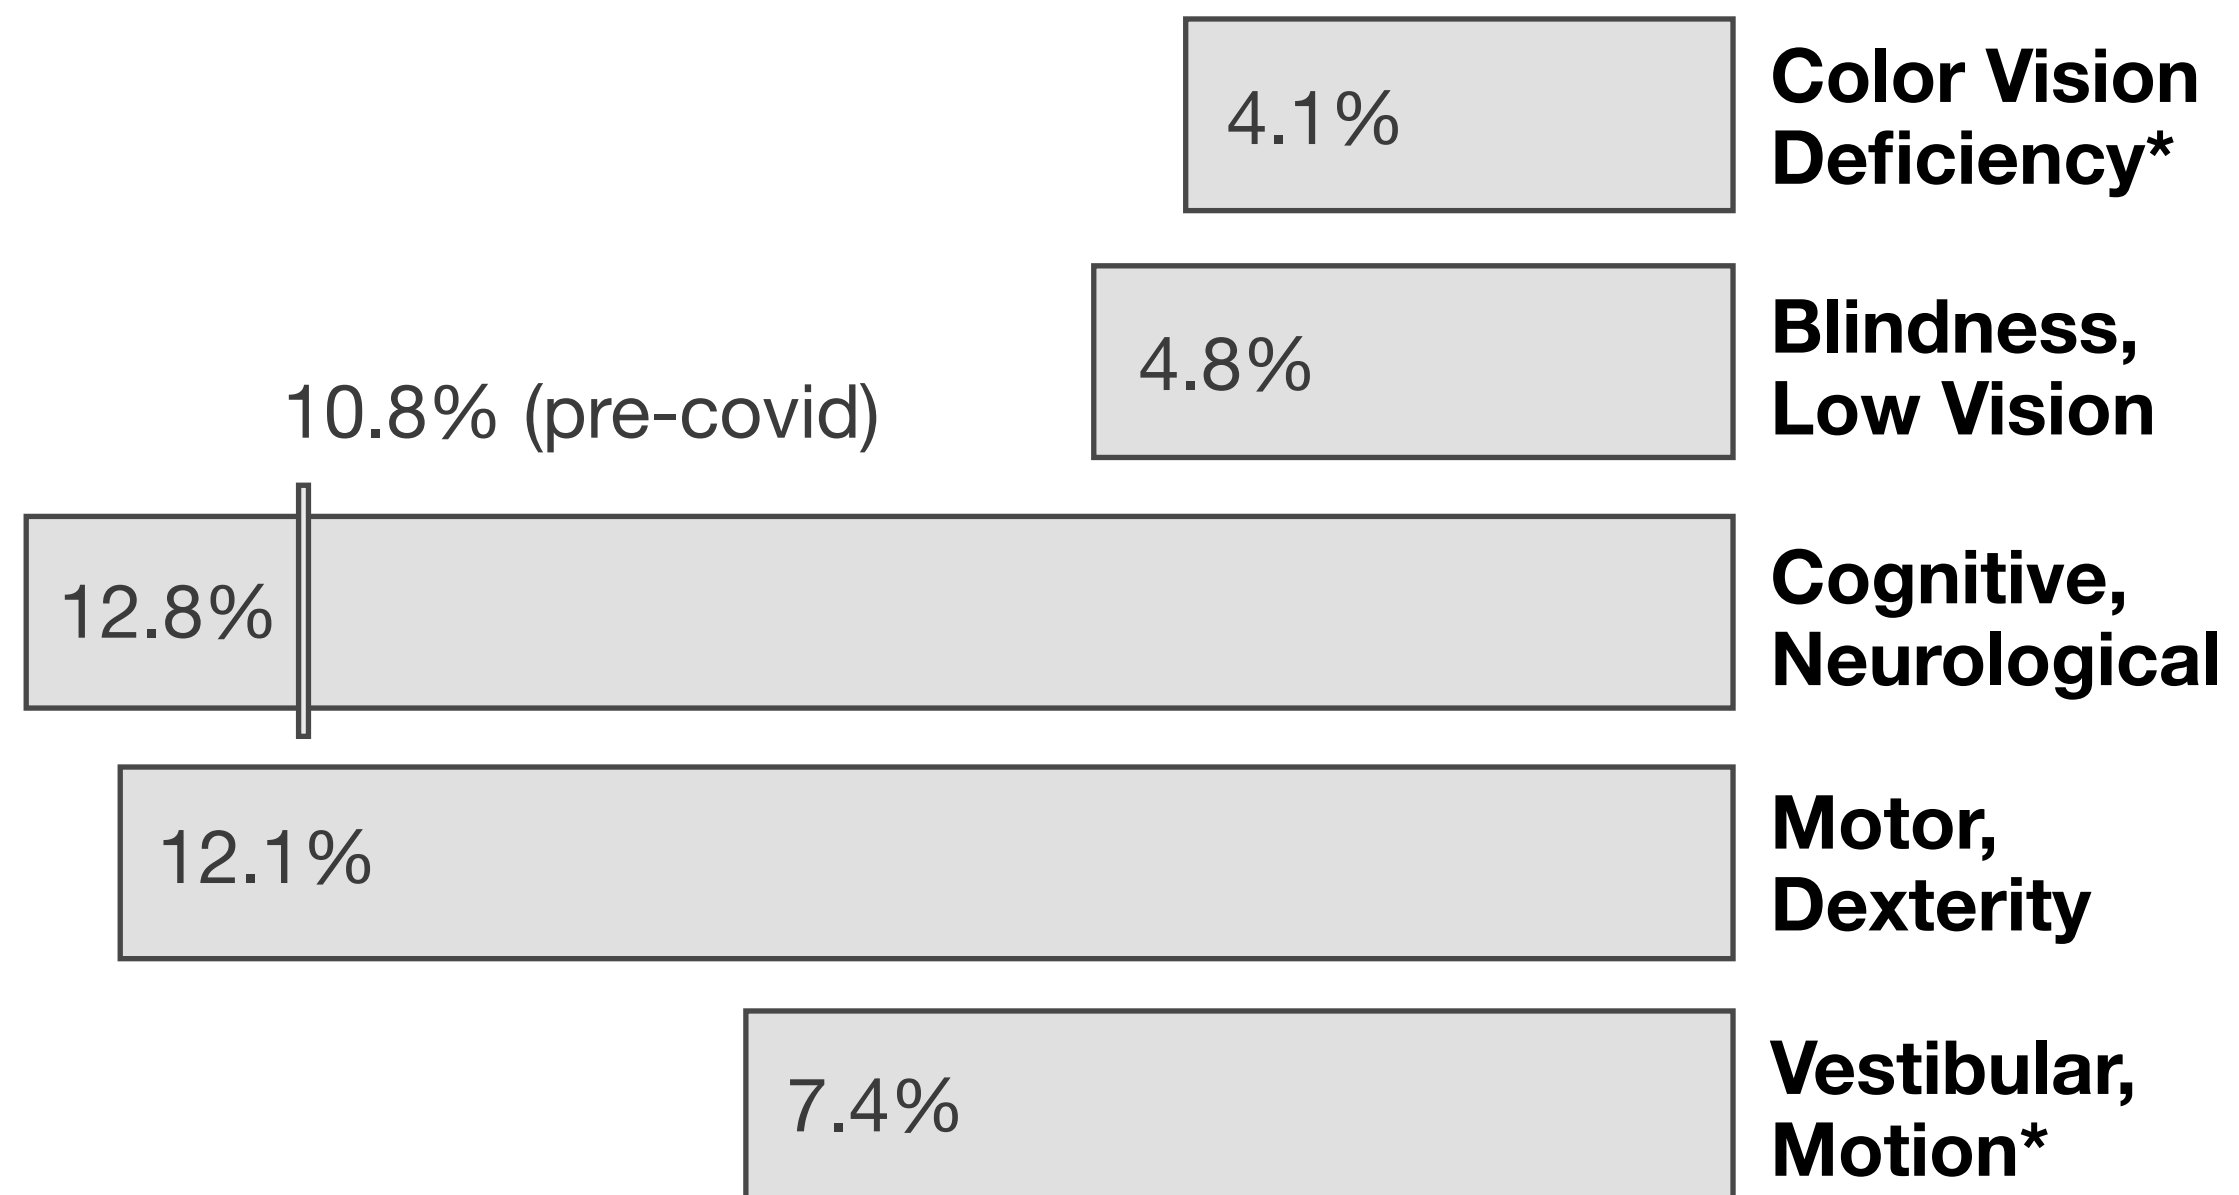 4.1%
Color Vision
Deficiency*
4.8%
Blindness,
Low Vision
10.8% (pre-covid)
12.8%
Cognitive,
Neurological
12.1%
Motor,
Dexterity
7.4%
Vestibular,
Motion*